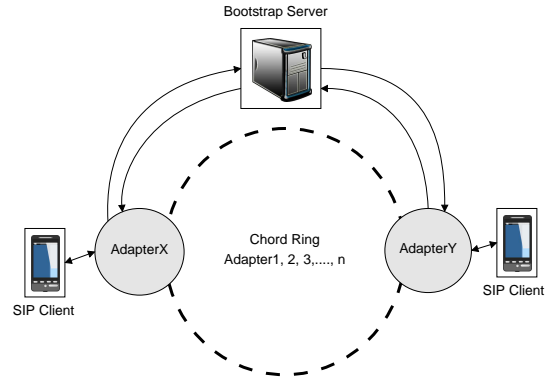 Bootstrap Server
Chord Ring
Adapter1, 2, 3,...., n
AdapterX
AdapterY
SIP Client
SIP Client